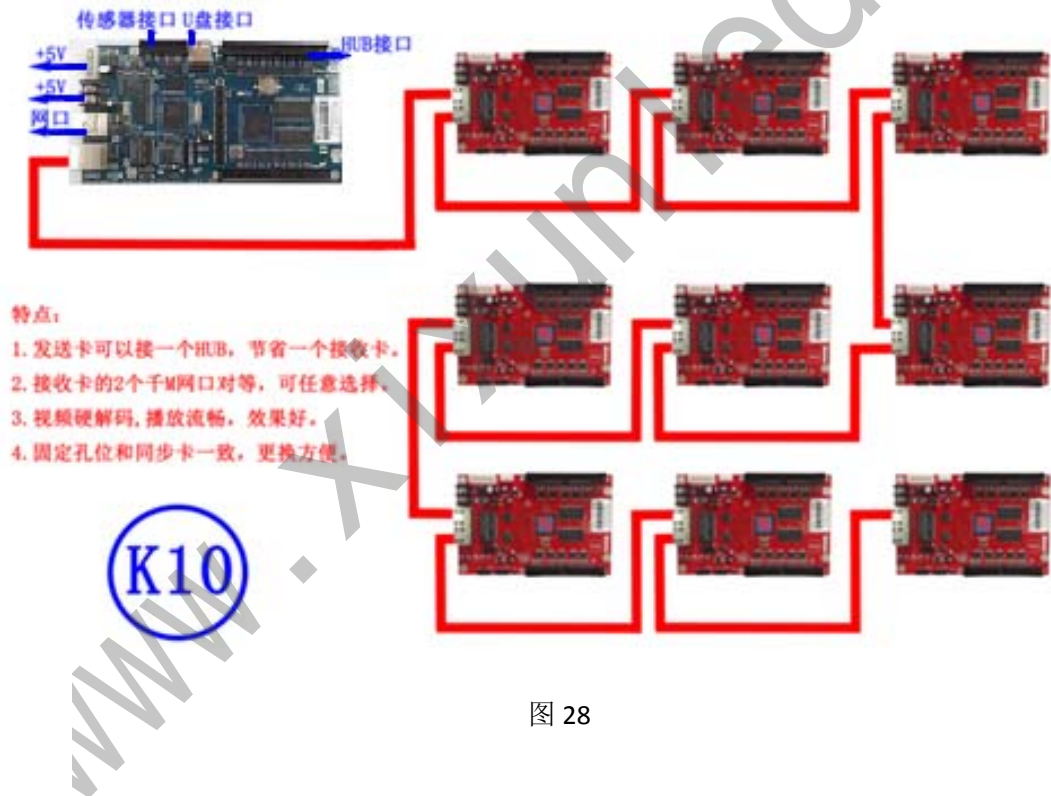 传感器接口 U盘接口
HUB接口
+5V
+5V
网口
特点:
1.发送卡可以接一个HUB，节省一个接收卡。
2.接收卡的2个千M网口对等，可任意选择。
3.视频硬解码,播放流畅，效果好。
4.固定孔位和同步卡一致，更换方便。
K10
图 28
www.xixunled